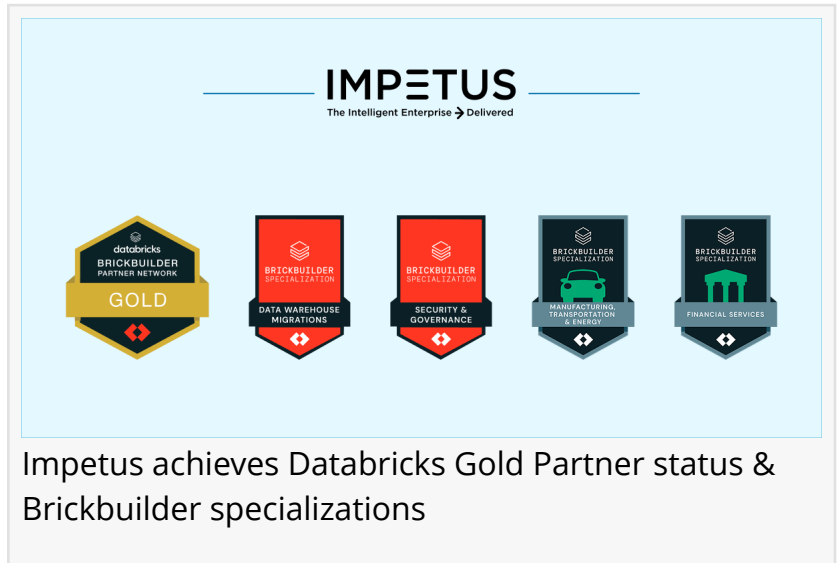 IMPETUS
The Intelligent Enterprise → Delivered
databricks
BRICKBUILDER
PARTNER NETWORK
GOLD
BRICKBUILDER
SPECIALIZATION
DATA WAREHOUSE
MIGRATIONS
BRICKBUILDER
SPECIALIZATION
SECURITY &
GOVERNANCE
BRICKBUILDER
SPECIALIZATION
MANUFACTURING,
TRANSPORTATION
& ENERGY
BRICKBUILDER
SPECIALIZATION
FINANCIAL SERVICES
Impetus achieves Databricks Gold Partner status &
Brickbuilder specializations